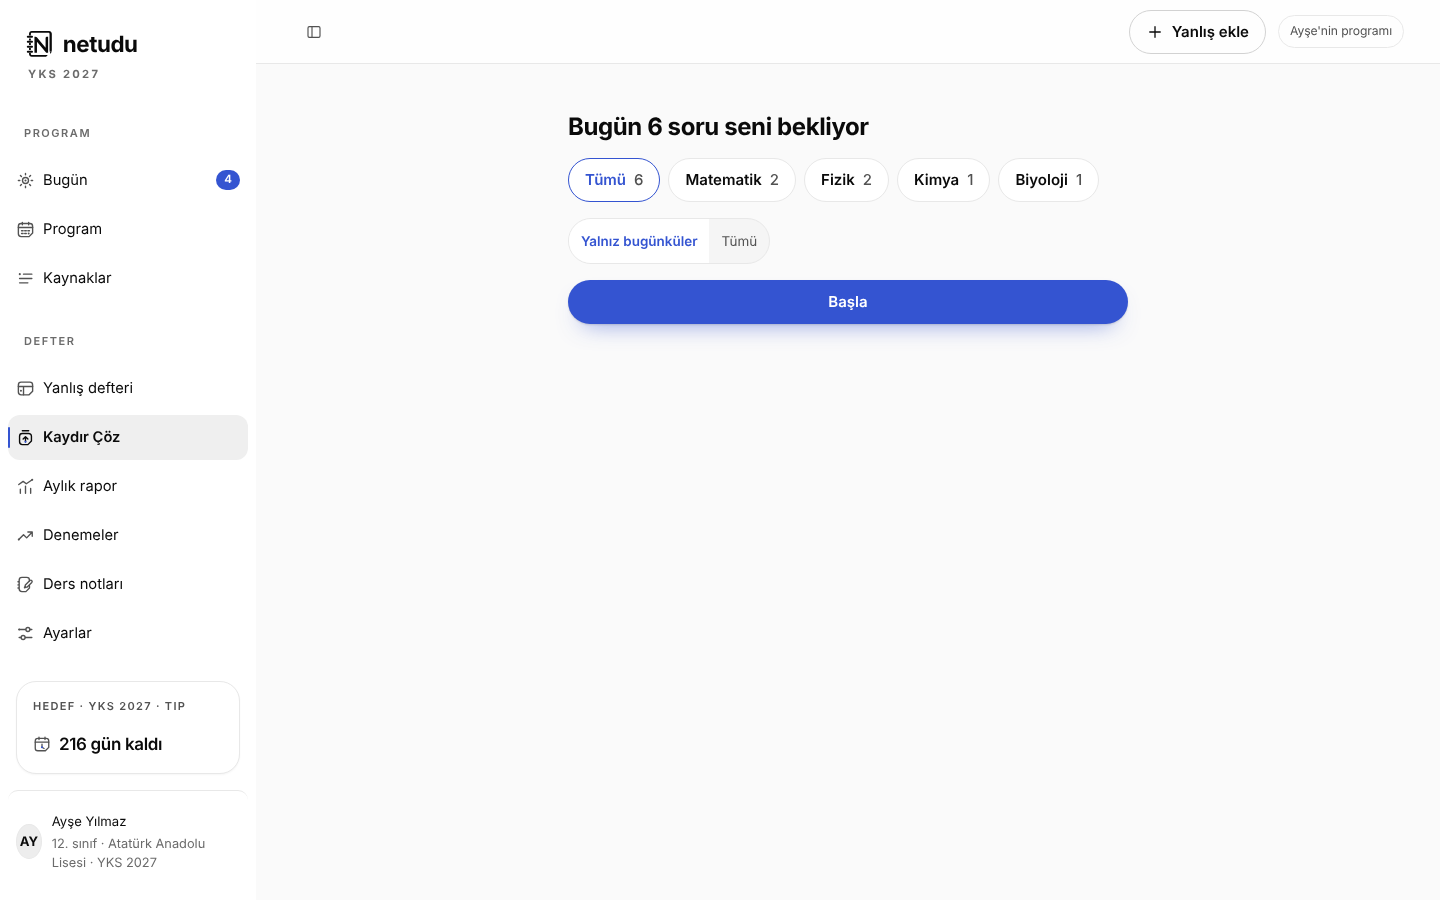 netudu
YKS 2027
PROGRAM
Bugün 4
Program
Kaynaklar
DEFTER
Yanlış defteri
Kaydır Çöz
Aylık rapor
Denemeler
Ders notları
Ayarlar
HEDEF · YKS 2027 · TIP
216 gün kaldı
AY
Ayşe Yılmaz
12. sınıf · Atatürk Anadolu
Lisesi · YKS 2027
Yanlış ekle
Ayşe'nin programı
Bugün 6 soru seni bekliyor
Tümü 6 Matematik 2 Fizik 2 Kimya 1 Biyoloji 1
Yalnız bugünküler Tümü
Başla